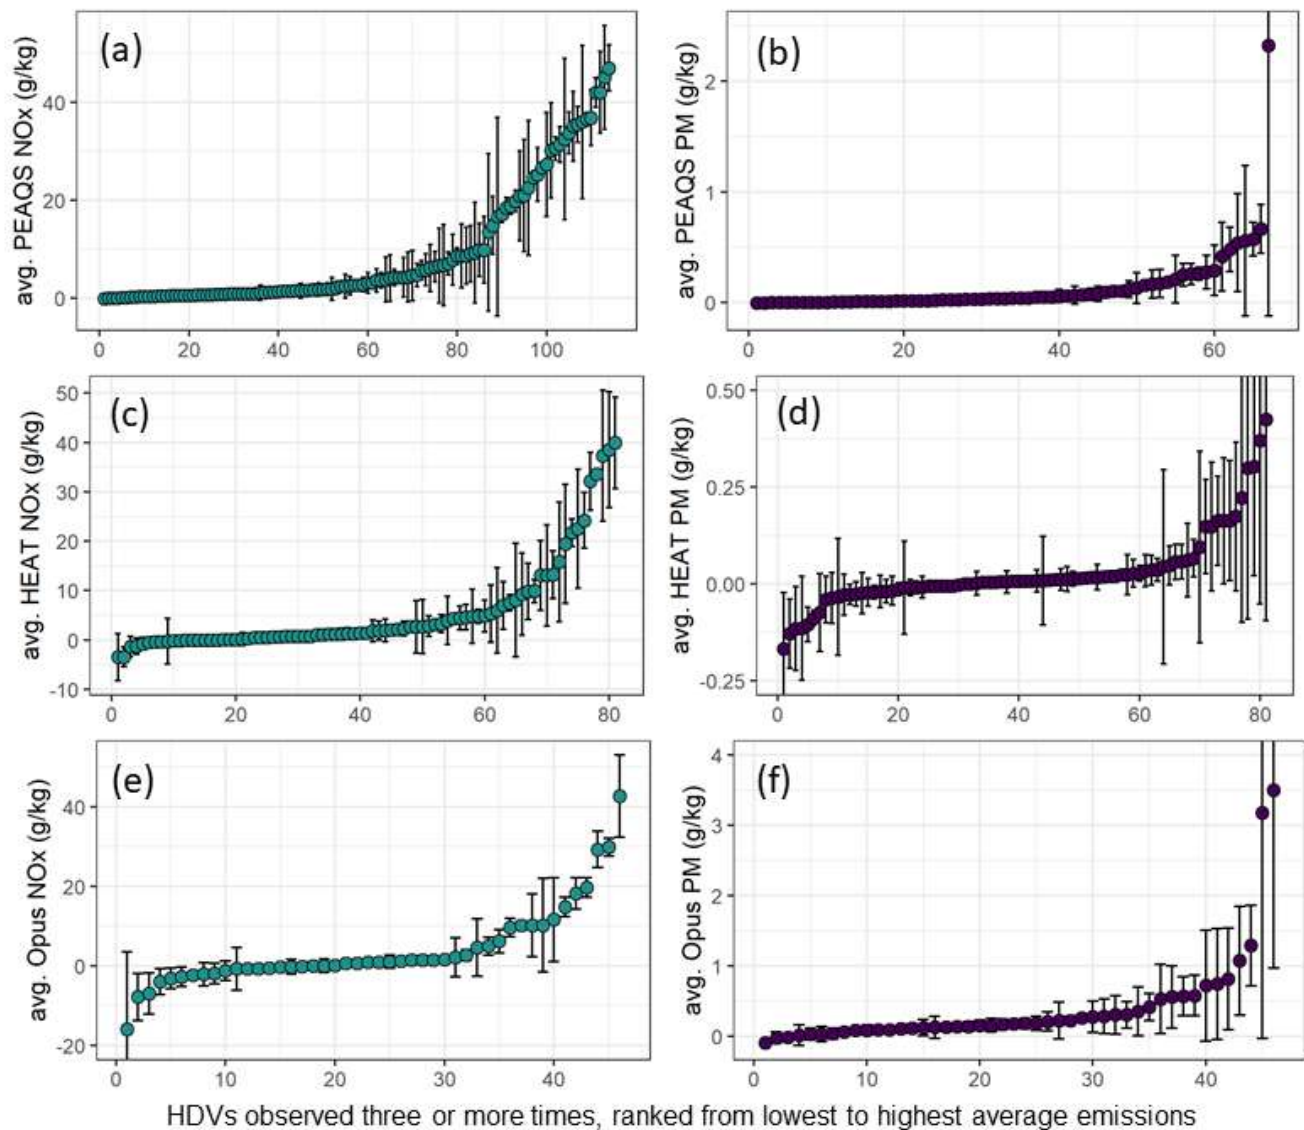 (a)
avg. PEAQS NOx (g/kg)
40
20
0
0 20 40 60 80 100
(b)
avg. PEAQS PM (g/kg)
2
1
0
0 20 40 60
(c)
avg. HEAT NOx (g/kg)
50
40
30
20
10
0
-10
0 20 40 60 80
(d)
avg. HEAT PM (g/kg)
0.50
0.25
0.00
-0.25
0 20 40 60 80
(e)
avg. Opus NOx (g/kg)
40
20
0
-20
0 10 20 30 40
(f)
avg. Opus PM (g/kg)
4
3
2
1
0
0 10 20 30 40
HDVs observed three or more times, ranked from lowest to highest average emissions